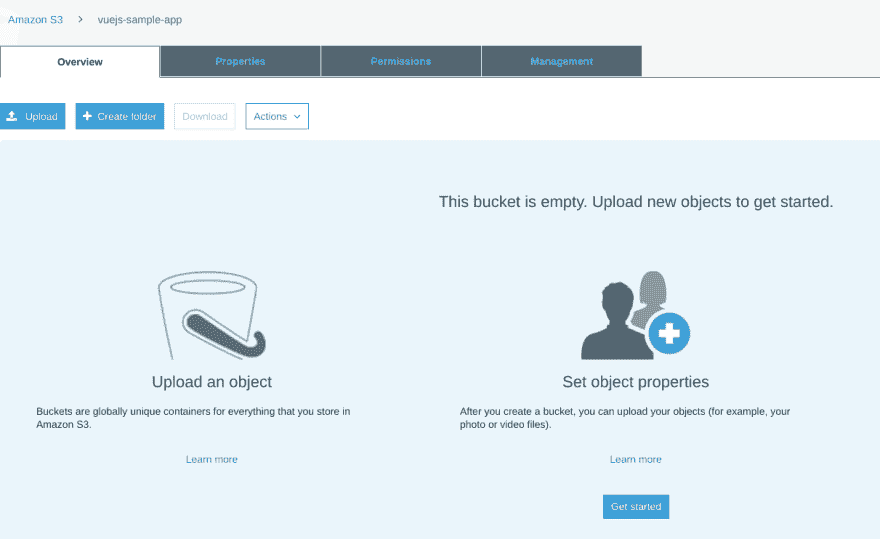 Amazon S3 > vuejs-sample-app
Overview Properties Permissions Management
Upload Create folder Download Actions
This bucket is empty. Upload new objects to get started.
Upload an object
Buckets are globally unique containers for everything that you store in
Amazon S3.
Learn more
Set object properties
After you create a bucket, you can upload your objects (for example, your
photo or video files).
Learn more
Get started